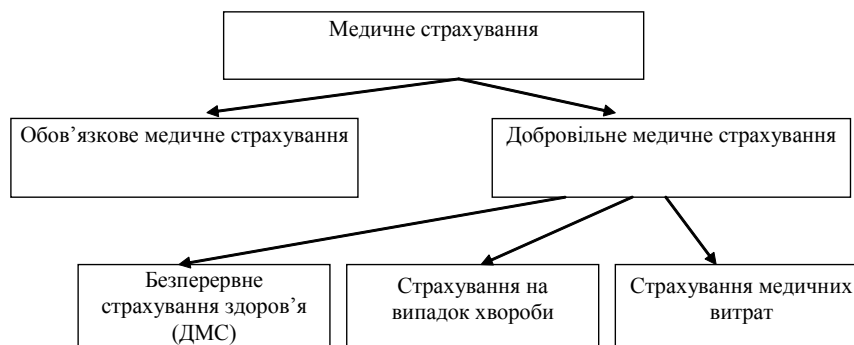 Медичне страхування
Обов’язкове медичне страхування
Добровільне медичне страхування
Безперервне
страхування здоров’я
(ДМС)
Страхування на
випадок хвороби
Страхування медичних
витрат